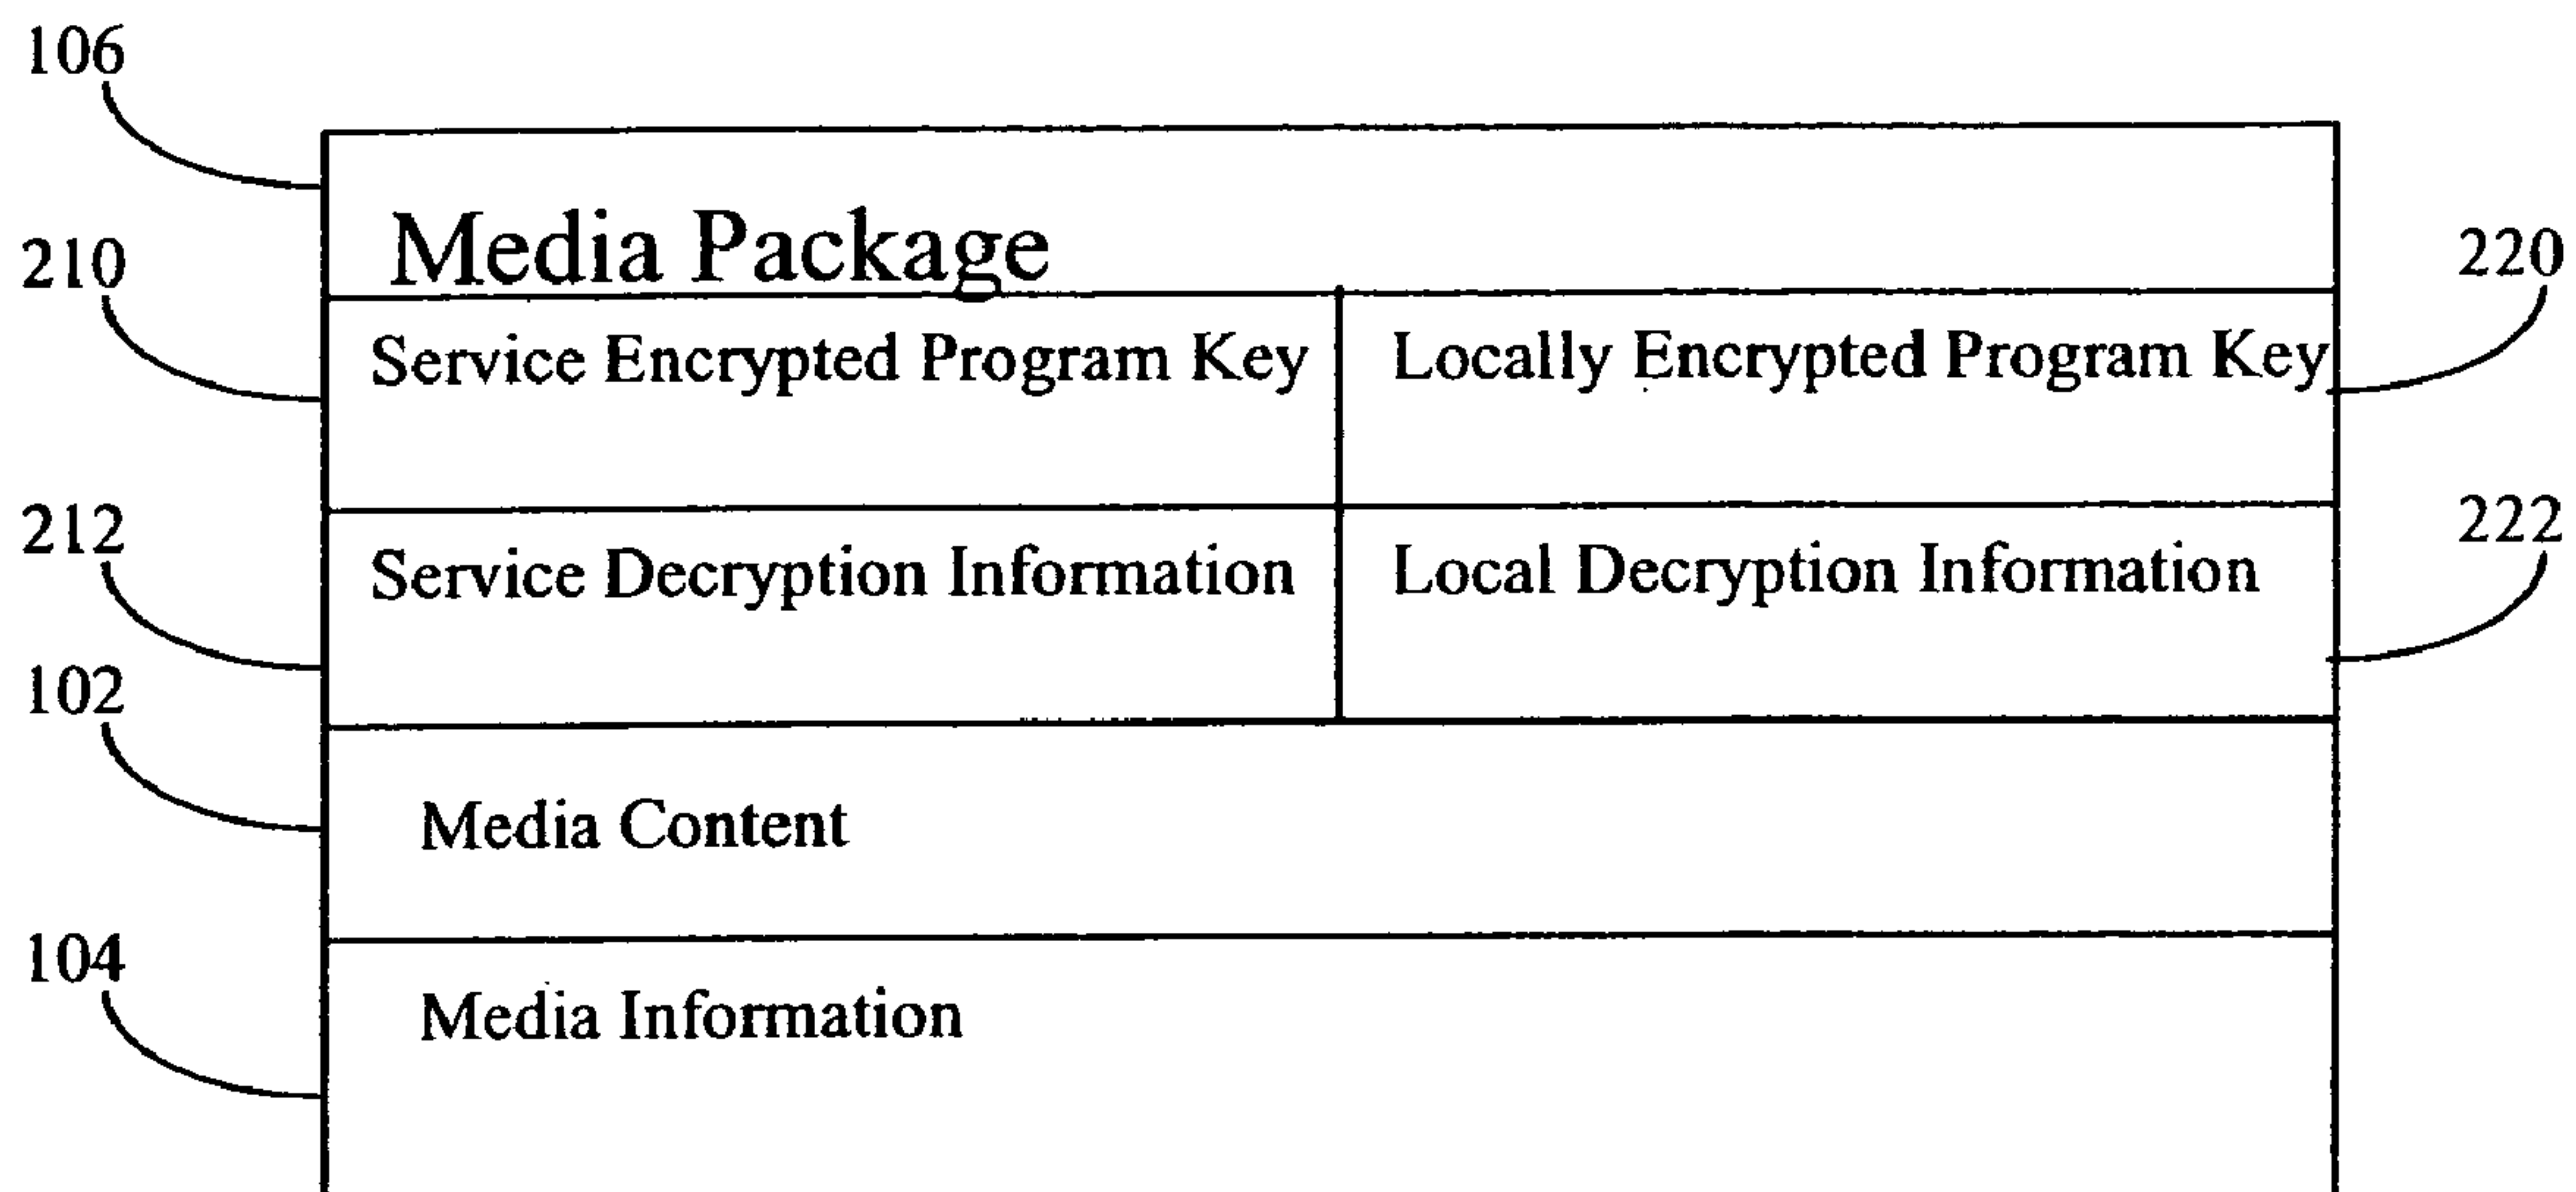 106
Media Package
210
220
Service Encrypted Program Key
Locally Encrypted Program Key
212
222
Service Decryption Information
Local Decryption Information
102
Media Content
104
Media Information